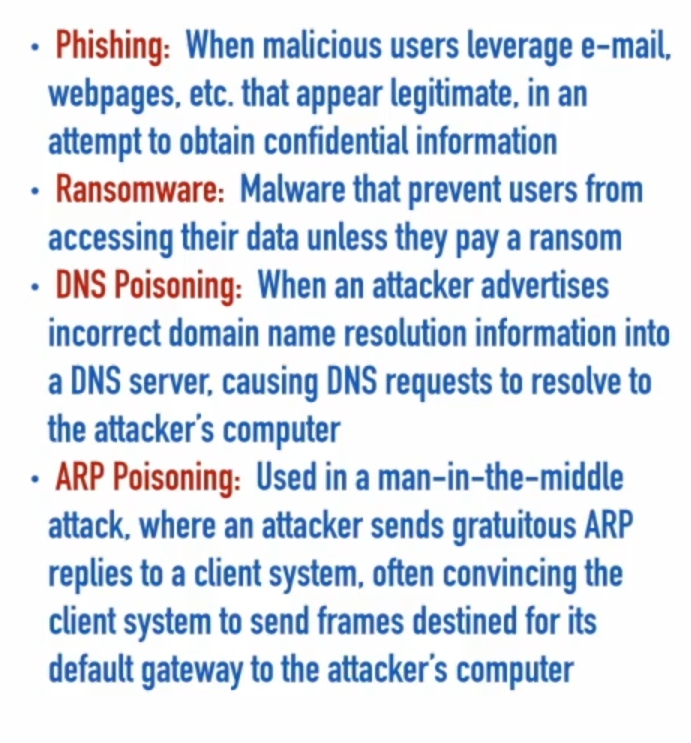 • Phishing: When malicious users leverage e-mail,
webpages, etc. that appear legitimate, in an
attempt to obtain confidential information
• Ransomware: Malware that prevent users from
accessing their data unless they pay a ransom
• DNS Poisoning: When an attacker advertises
incorrect domain name resolution information into
a DNS server, causing DNS requests to resolve to
the attacker's computer
• ARP Poisoning: Used in a man-in-the-middle
attack, where an attacker sends gratuitous ARP
replies to a client system, often convincing the
client system to send frames destined for its
default gateway to the attacker's computer